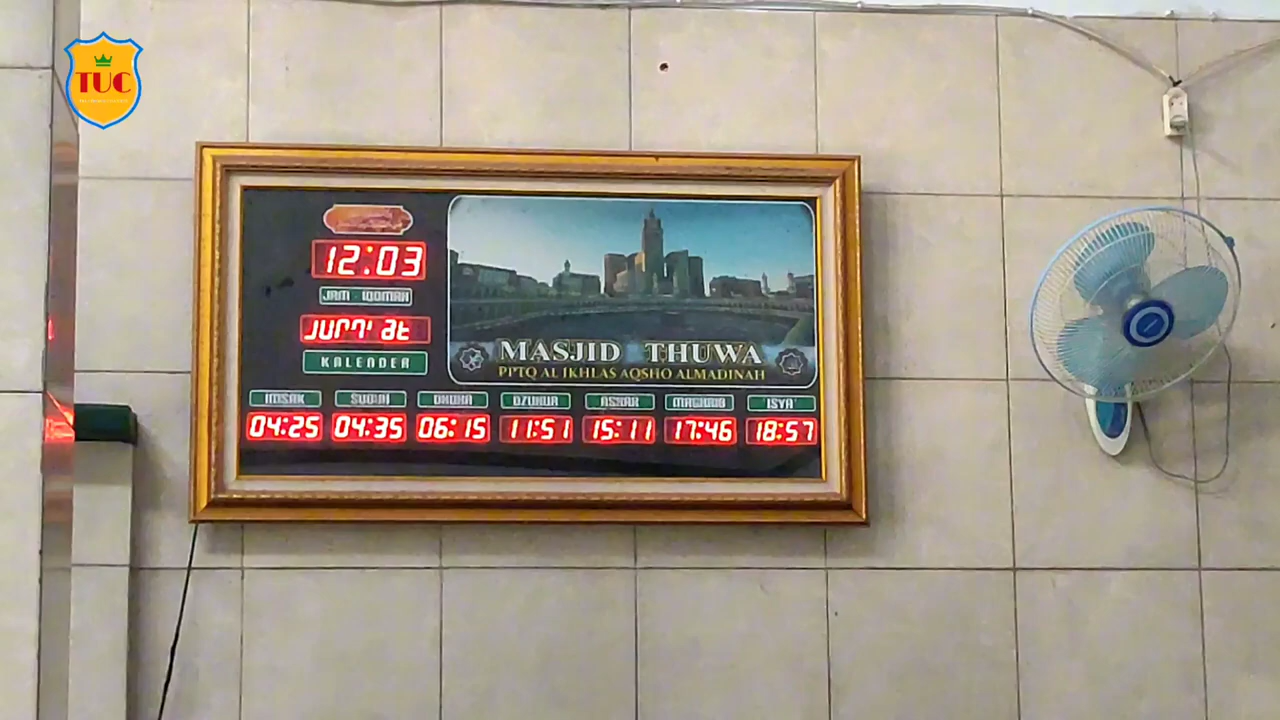 TUC
12:03
JAM - IQOMAH
JUM'AT
KALENDER
MASJID THUWA
PPTQ AL IKHLAS AQSHO ALMADINAH
IMSAK SUBUH DHUHA DZUHUR ASHAR MAGHRIB ISYA'
04:25 04:35 06:15 11:51 15:11 17:46 18:57